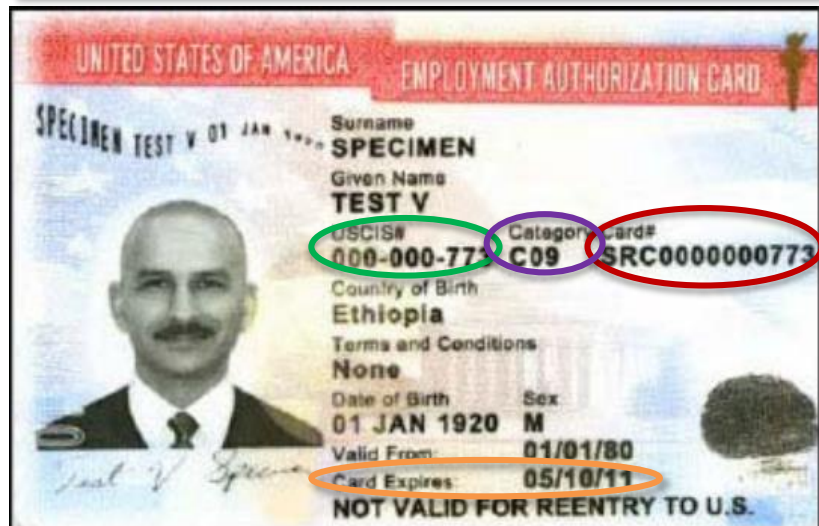 UNITED STATES OF AMERICA EMPLOYMENT AUTHORIZATION CARD
SPECIMEN TEST V 01 JAN
Surname
SPECIMEN
Given Name
TEST V
USCIS# Category Card#
000-000-773 C09 SRC0000000773
Country of Birth
Ethiopia
Terms and Conditions
None
Date of Birth Sex
01 JAN 1920 M
Valid From: 01/01/80
Card Expires: 05/10/11
NOT VALID FOR REENTRY TO U.S.
Test V Specimen